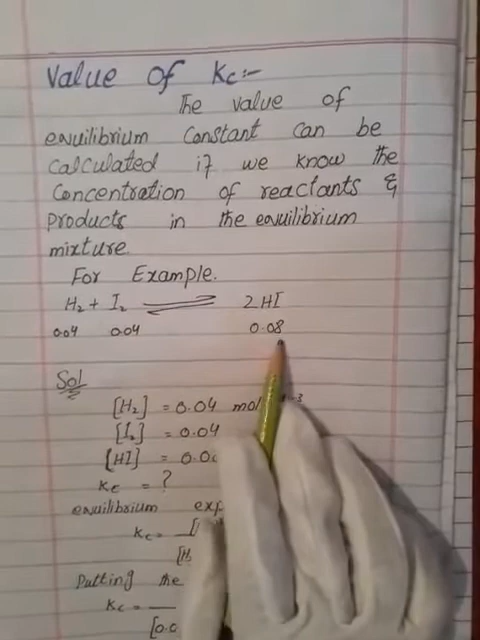 Value of Kc:-
The value of
equilibrium Constant can be
calculated if we know the
Concentration of reactants &
Products in the equilibrium
mixture.
For Example.
H₂ + I₂ ⇌ 2HI
0.04 0.04 0.08
Sol
[H₂] = 0.04 mol
[I₂] = 0.04
[HI] = 0.0
Kc = ?
equilibrium
Kc =
Putting the
Kc =
[0.0